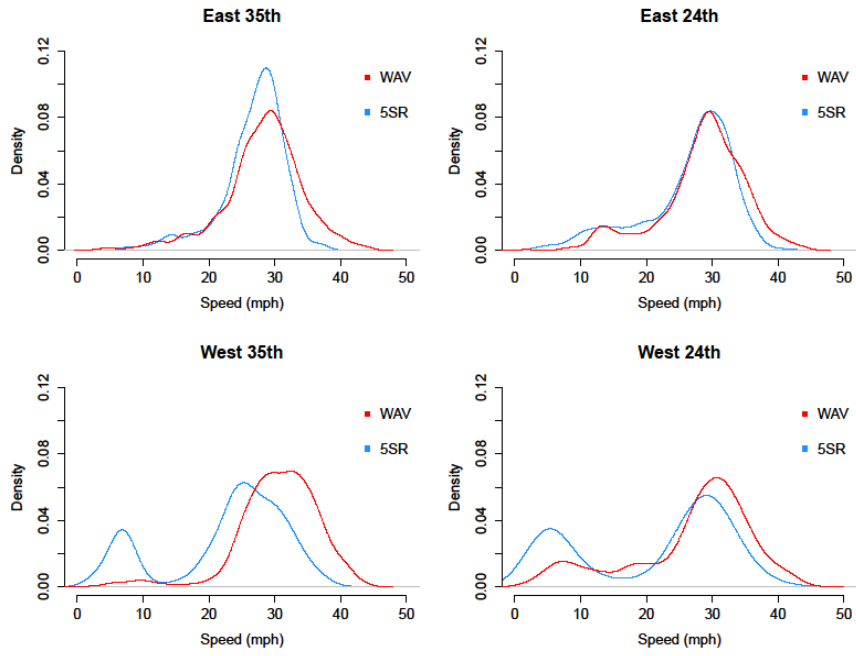 East 35th
0.12
0.08
0.04
0.00
Density
WAV
5SR
0 10 20 30 40 50
Speed (mph)
East 24th
0.12
0.08
0.04
0.00
Density
WAV
5SR
0 10 20 30 40 50
Speed (mph)
West 35th
0.12
0.08
0.04
0.00
Density
WAV
5SR
0 10 20 30 40 50
Speed (mph)
West 24th
0.12
0.08
0.04
0.00
Density
WAV
5SR
0 10 20 30 40 50
Speed (mph)